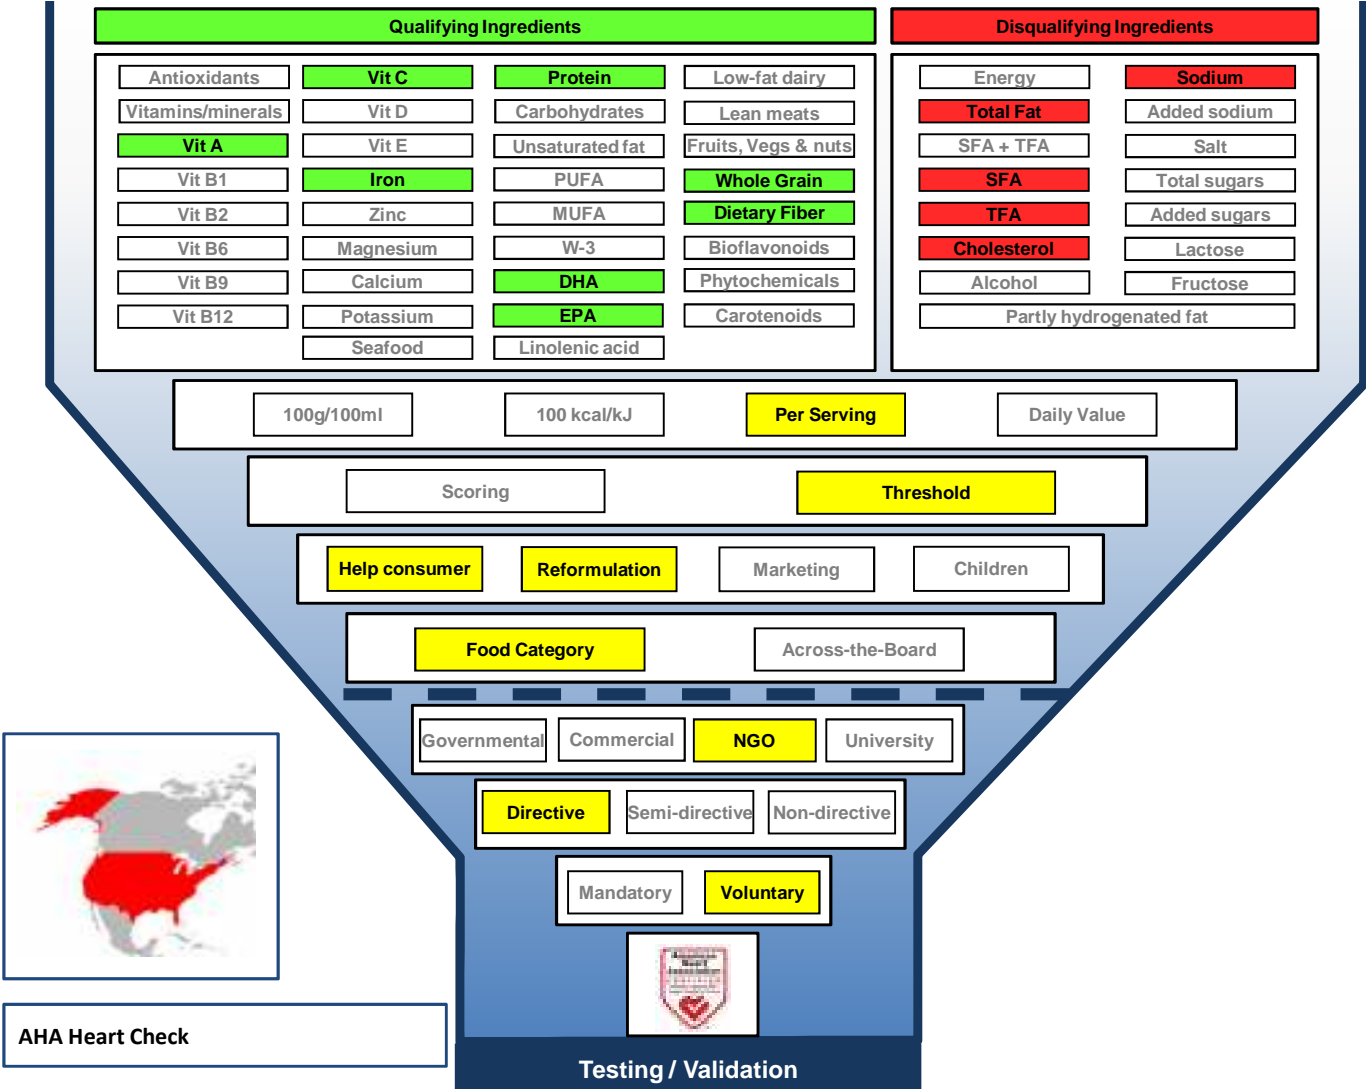 Qualifying Ingredients
Disqualifying Ingredients
Antioxidants
Vit C
Protein
Low-fat dairy
Energy
Sodium
Vitamins/minerals
Vit D
Carbohydrates
Lean meats
Total Fat
Added sodium
Vit A
Vit E
Unsaturated fat
Fruits, Vegs & nuts
SFA + TFA
Salt
Vit B1
Iron
PUFA
Whole Grain
SFA
Total sugars
Vit B2
Zinc
MUFA
Dietary Fiber
TFA
Added sugars
Vit B6
Magnesium
W-3
Bioflavonoids
Cholesterol
Lactose
Vit B9
Calcium
DHA
Phytochemicals
Alcohol
Fructose
Vit B12
Potassium
EPA
Carotenoids
Partly hydrogenated fat
Seafood
Linolenic acid
100g/100ml
100 kcal/kJ
Per Serving
Daily Value
Scoring
Threshold
Help consumer
Reformulation
Marketing
Children
Food Category
Across-the-Board
Governmental
Commercial
NGO
University
Directive
Semi-directive
Non-directive
Mandatory
Voluntary
American
Heart
Association
AHA Heart Check
Testing / Validation